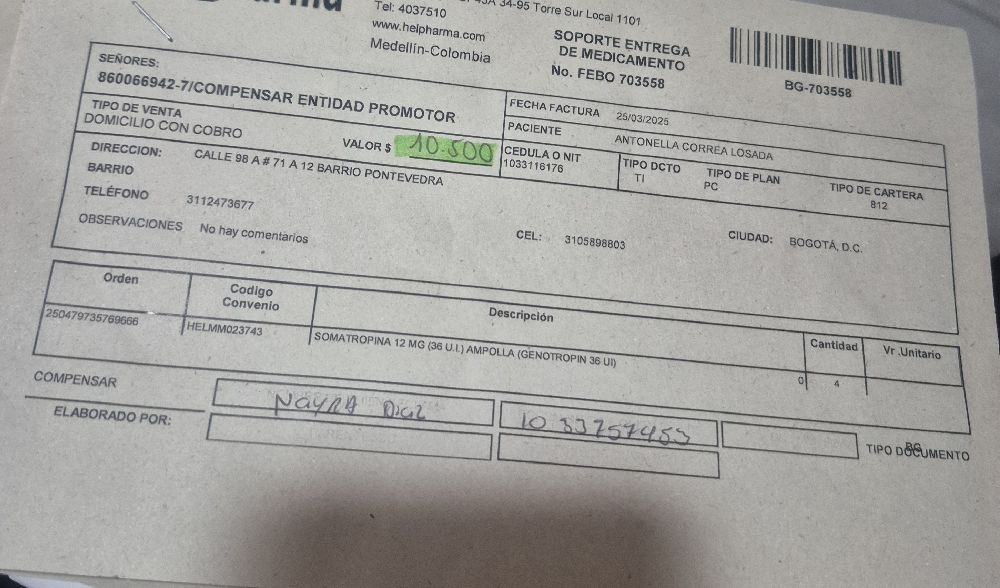 43A 34-95 Torre Sur Local 1101
Tel: 4037510
www.helpharma.com
Medellín-Colombia
SOPORTE ENTREGA
DE MEDICAMENTO
No. FEBO 703558
BG-703558
SEÑORES:
860066942-7/COMPENSAR ENTIDAD PROMOTOR
FECHA FACTURA 25/03/2025
TIPO DE VENTA
DOMICILIO CON COBRO
VALOR $ 10.500
PACIENTE ANTONELLA CORREA LOSADA
CEDULA O NIT
1033116176
TIPO DCTO
TI
TIPO DE PLAN
PC
TIPO DE CARTERA
812
DIRECCION: CALLE 98 A # 71 A 12 BARRIO PONTEVEDRA
BARRIO
TELÉFONO 3112473677
CEL: 3105898803
CIUDAD: BOGOTÁ, D.C.
OBSERVACIONES No hay comentarios
Orden Codigo Convenio Descripción Cantidad Vr .Unitario
250479735769666 HELMM023743 SOMATROPINA 12 MG (36 U.I.) AMPOLLA (GENOTROPIN 36 UI) 0 4
COMPENSAR
NayRA Diaz 1033757453
ELABORADO POR:
TIPO DOCUMENTO
BG